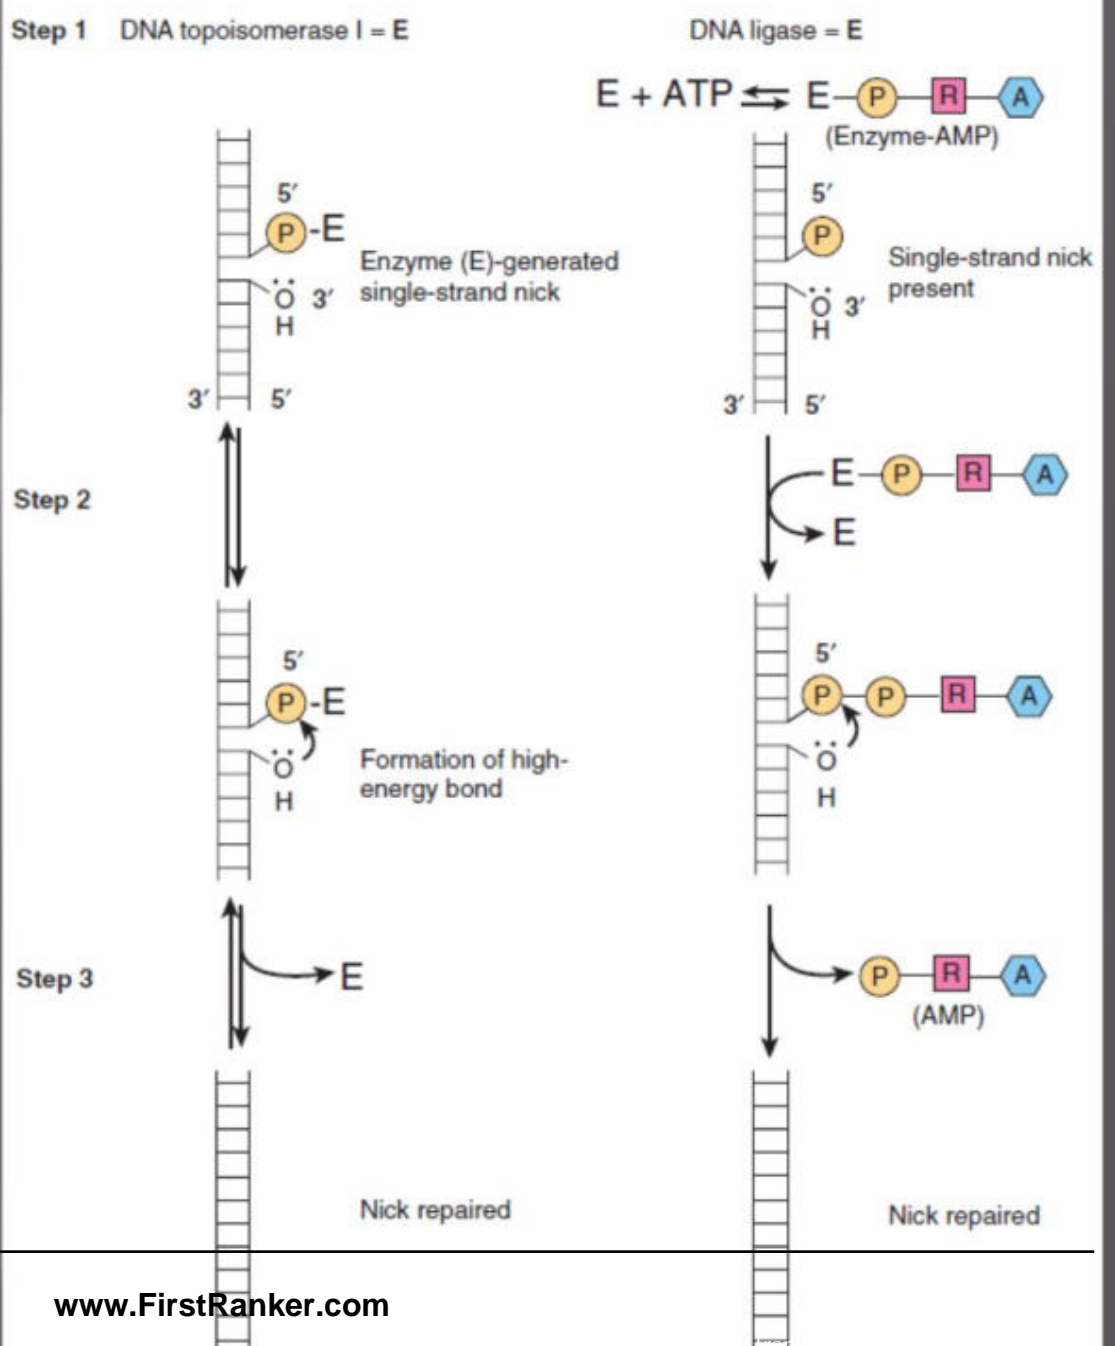 Step 1 DNA topoisomerase I = E DNA ligase = E
E + ATP ⇌ E P R A
(Enzyme-AMP)
5′ 5′
P -E P
Enzyme (E)-generated
single-strand nick
Single-strand nick
present
Ö 3′ Ö 3′
H H
3′ 5′ 3′ 5′
Step 2
E P R A
E
5′ 5′
P -E P P R A
Ö Ö
H H
Formation of high-
energy bond
Step 3
E P R A
(AMP)
Nick repaired Nick repaired
www.FirstRanker.com